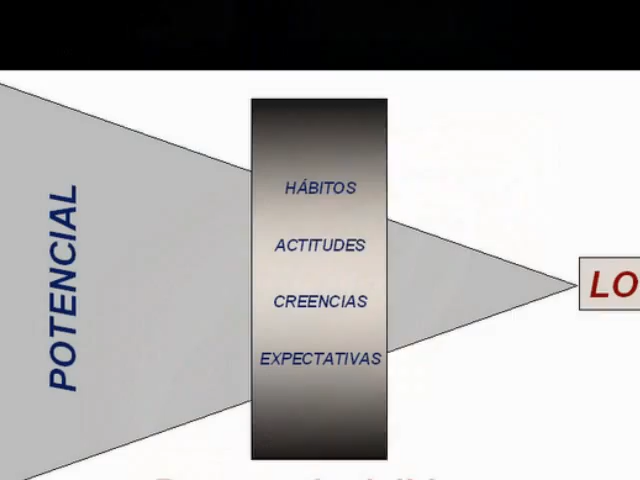 POTENCIAL
HÁBITOS
ACTITUDES
CREENCIAS
EXPECTATIVAS
LO